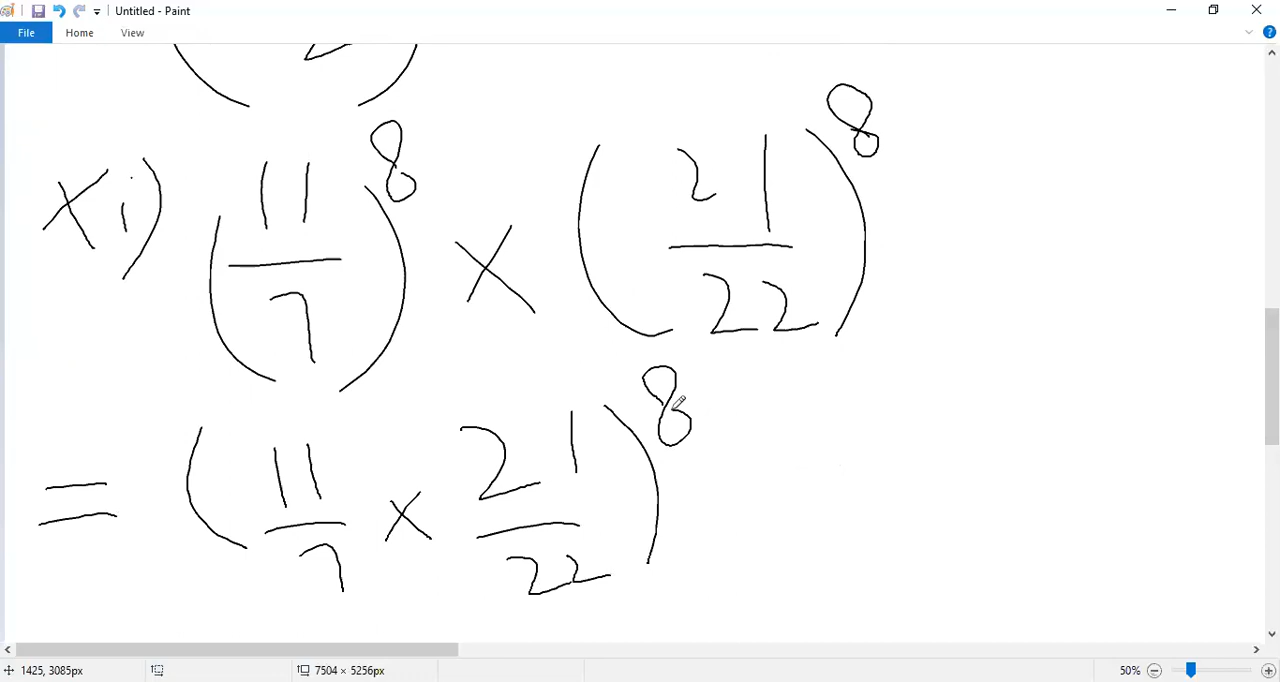 Untitled - Paint
File Home View
xi) (11/7)^8 × (21/22)^8
= (11/7 × 21/22)^8
1425, 3085px 7504 × 5256px 50%